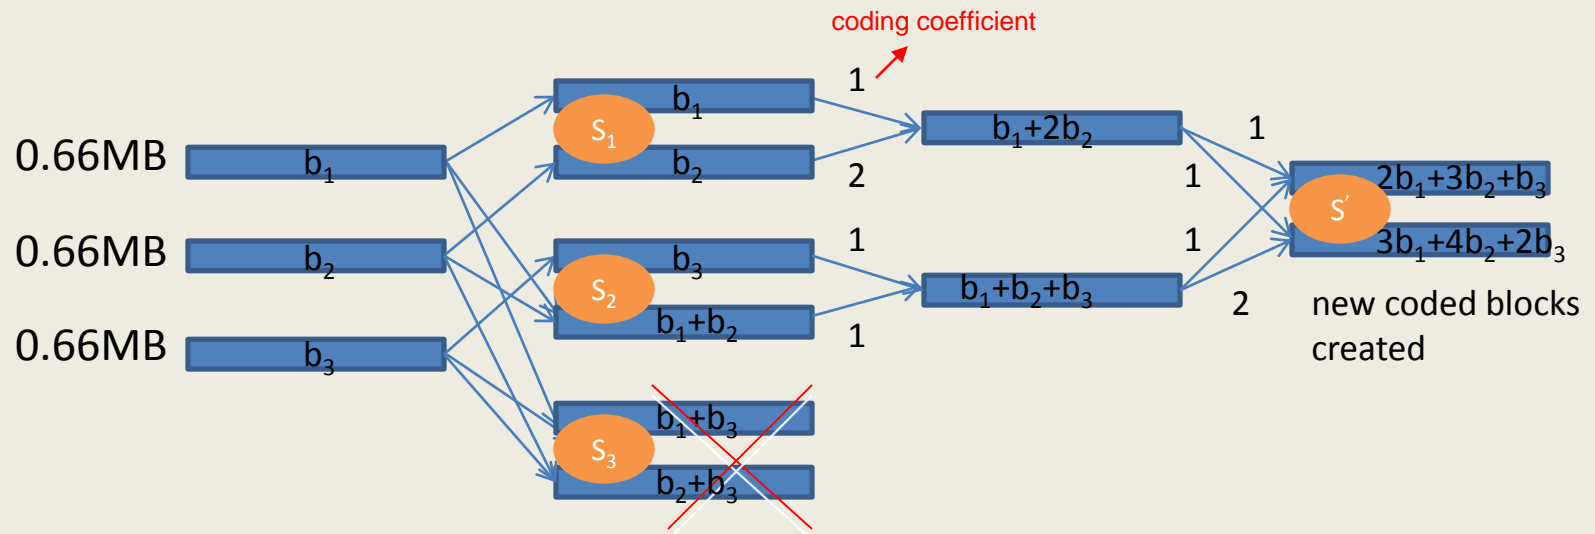 coding coefficient
1
b₁
S₁
b₁+2b₂
1
0.66MB
b₁
b₂
2
1
2b₁+3b₂+b₃
S′
0.66MB
b₂
b₃
1
1
3b₁+4b₂+2b₃
S₂
b₁+b₂+b₃
2
new coded blocks
created
b₁+b₂
1
0.66MB
b₃
b₁+b₃
S₃
b₂+b₃